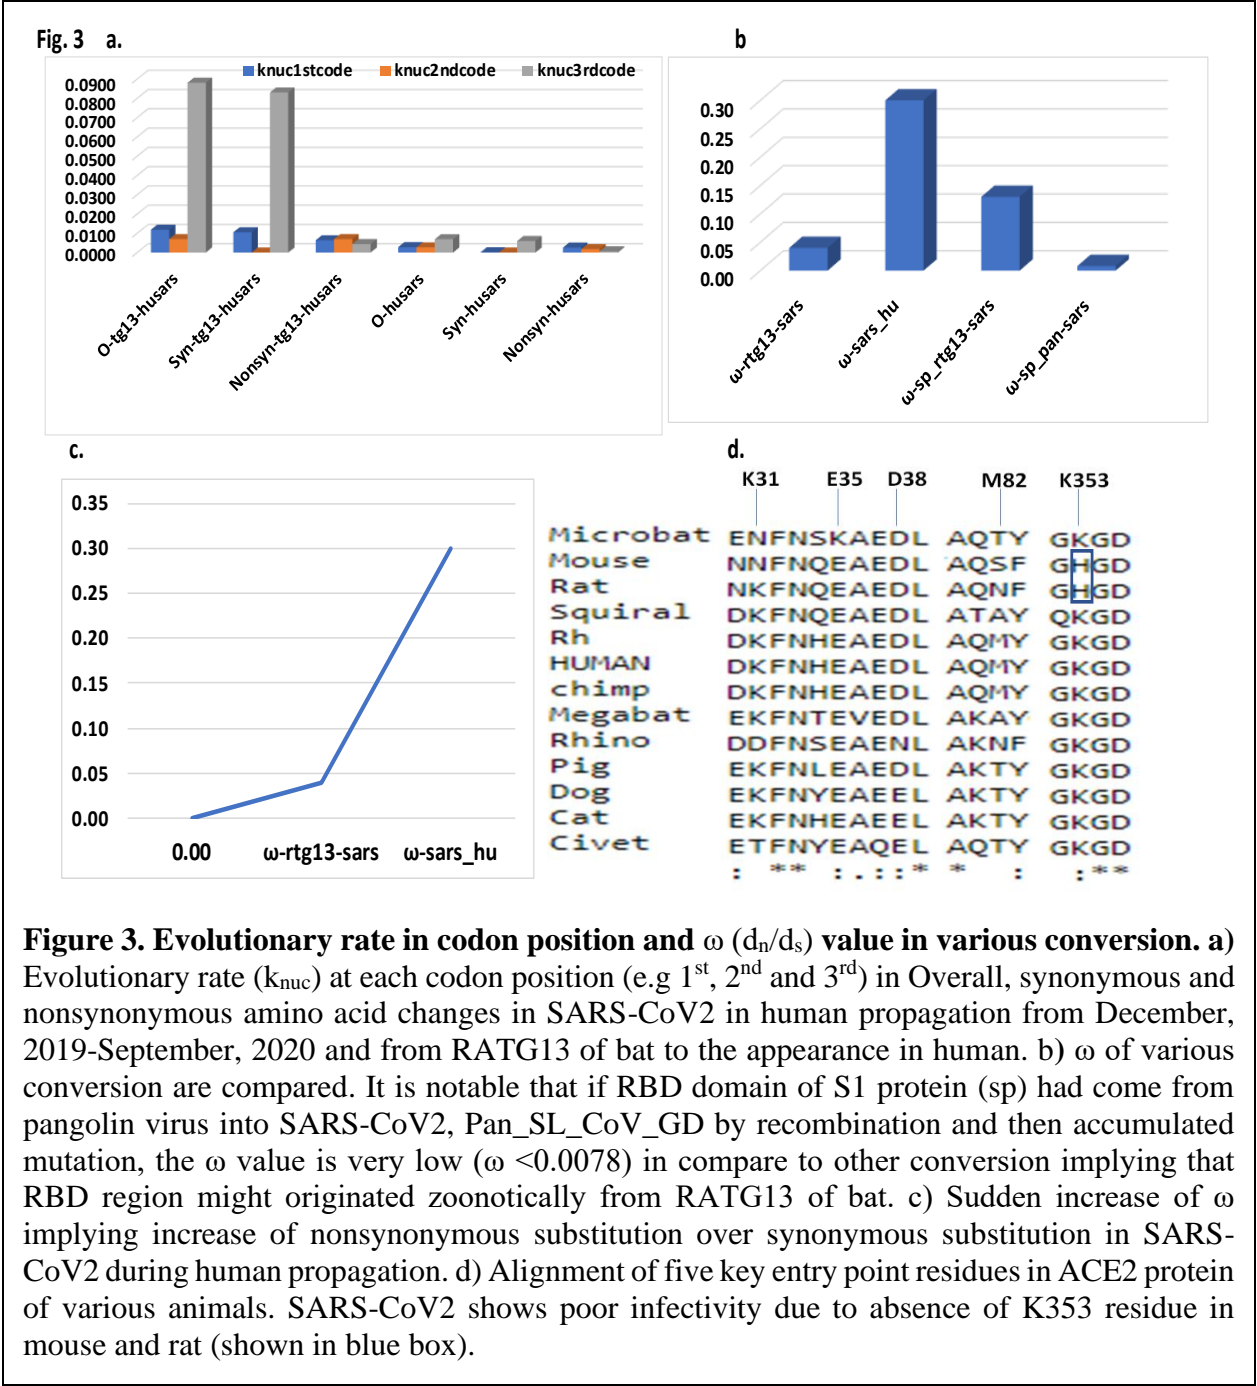 Fig. 3 a.
knuc1stcode knuc2ndcode knuc3rdcode
0.0900
0.0800
0.0700
0.0600
0.0500
0.0400
0.0300
0.0200
0.0100
0.0000
O-tg13-husars
Syn-tg13-husars
Nonsyn-tg13-husars
O-husars
Syn-husars
Nonsyn-husars
b
0.30
0.25
0.20
0.15
0.10
0.05
0.00
ω-rtg13-sars
ω-sars_hu
ω-sp_rtg13-sars
ω-sp_pan-sars
c.
0.35
0.30
0.25
0.20
0.15
0.10
0.05
0.00
0.00 ω-rtg13-sars ω-sars_hu
d.
K31 E35 D38 M82 K353
Microbat ENFNSKAEDL AQTY GKGD
Mouse NNFNQEAEDL AQSF GHGD
Rat NKFNQEAEDL AQNF GHGD
Squiral DKFNQEAEDL ATAY QKGD
Rh DKFNHEAEDL AQMY GKGD
HUMAN DKFNHEAEDL AQMY GKGD
chimp DKFNHEAEDL AQMY GKGD
Megabat EKFNTEVEDL AKAY GKGD
Rhino DDFNSEAENL AKNF GKGD
Pig EKFNLEAEDL AKTY GKGD
Dog EKFNYEAEEL AKTY GKGD
Cat EKFNHEAEEL AKTY GKGD
Civet ETFNYEAQEL AQTY GKGD
: ** :.::* * : :**
Figure 3. Evolutionary rate in codon position and ω (dn/ds) value in various conversion. a)
Evolutionary rate (knuc) at each codon position (e.g 1st, 2nd and 3rd) in Overall, synonymous and
nonsynonymous amino acid changes in SARS-CoV2 in human propagation from December,
2019-September, 2020 and from RATG13 of bat to the appearance in human. b) ω of various
conversion are compared. It is notable that if RBD domain of S1 protein (sp) had come from
pangolin virus into SARS-CoV2, Pan_SL_CoV_GD by recombination and then accumulated
mutation, the ω value is very low (ω <0.0078) in compare to other conversion implying that
RBD region might originated zoonotically from RATG13 of bat. c) Sudden increase of ω
implying increase of nonsynonymous substitution over synonymous substitution in SARS-
CoV2 during human propagation. d) Alignment of five key entry point residues in ACE2 protein
of various animals. SARS-CoV2 shows poor infectivity due to absence of K353 residue in
mouse and rat (shown in blue box).